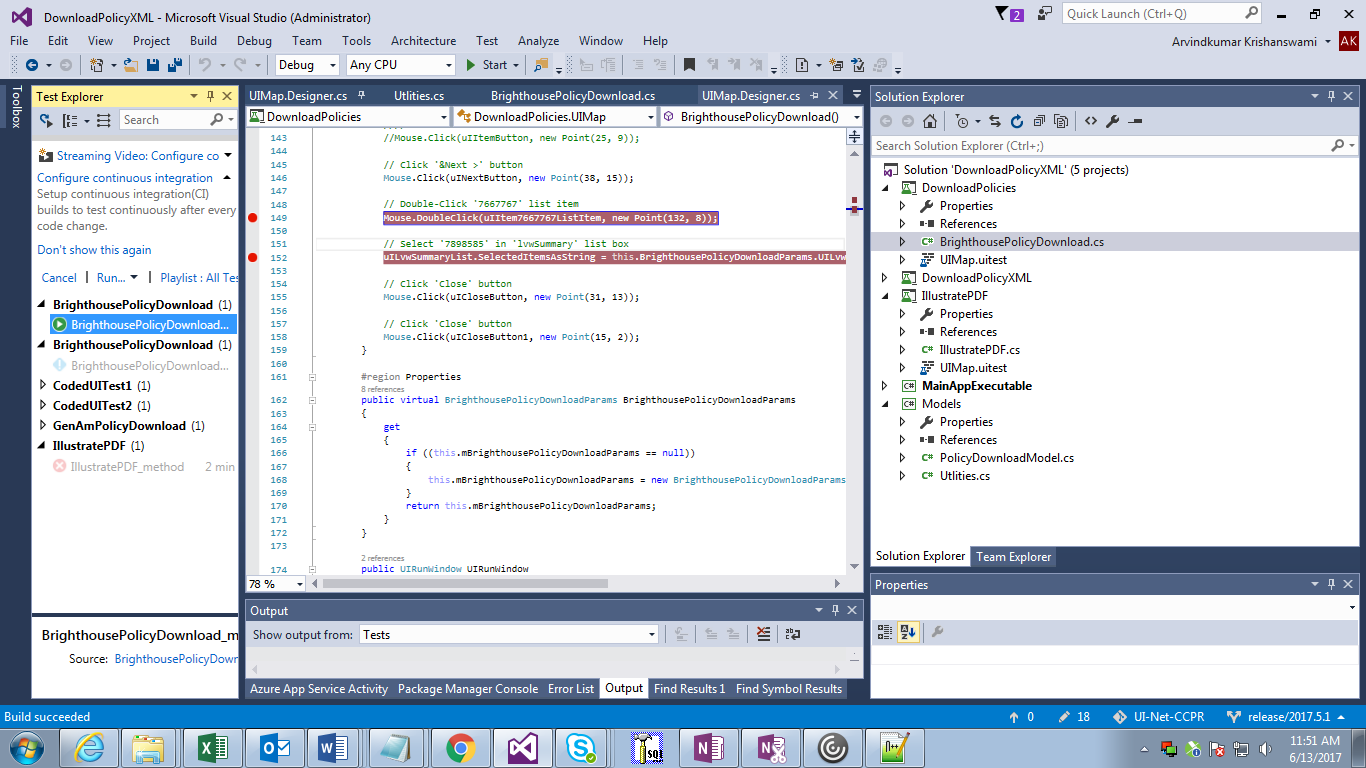 DownloadPolicyXML - Microsoft Visual Studio (Administrator)
2
Quick Launch (Ctrl+Q)
File Edit View Project Build Debug Team Tools Architecture Test Analyze Window Help
Arvindkumar Krishanswami AK
Debug Any CPU Start
Toolbox
Test Explorer
Search
Streaming Video: Configure co
Configure continuous integration
Setup continuous integration(CI)
builds to test continuously after every
code change.
Don't show this again
Cancel Run... Playlist : All Tes
BrighthousePolicyDownload (1)
BrighthousePolicyDownload...
BrighthousePolicyDownload (1)
BrighthousePolicyDownload...
CodedUITest1 (1)
CodedUITest2 (1)
GenAmPolicyDownload (1)
IllustratePDF (1)
IllustratePDF_method 2 min
BrighthousePolicyDownload_m
Source: BrighthousePolicyDown
UIMap.Designer.cs Utlities.cs BrighthousePolicyDownload.cs UIMap.Designer.cs
DownloadPolicies DownloadPolicies.UIMap BrighthousePolicyDownload()
143 //Mouse.Click(uIItemButton, new Point(25, 9));
144
145 // Click '&Next >' button
146 Mouse.Click(uINextButton, new Point(38, 15));
147
148 // Double-Click '7667767' list item
149 Mouse.DoubleClick(uIItem7667767ListItem, new Point(132, 8));
150
151 // Select '7898585' in 'lvwSummary' list box
152 uILvwSummaryList.SelectedItemsAsString = this.BrighthousePolicyDownloadParams.UILvw
153
154 // Click 'Close' button
155 Mouse.Click(uICloseButton, new Point(31, 13));
156
157 // Click 'Close' button
158 Mouse.Click(uICloseButton1, new Point(15, 2));
159 }
160
161 #region Properties
8 references
162 public virtual BrighthousePolicyDownloadParams BrighthousePolicyDownloadParams
163 {
164 get
165 {
166 if ((this.mBrighthousePolicyDownloadParams == null))
167 {
168 this.mBrighthousePolicyDownloadParams = new BrighthousePolicyDownloadParams
169 }
170 return this.mBrighthousePolicyDownloadParams;
171 }
172 }
173
2 references
174 public UIRunWindow UIRunWindow
78 %
Output
Show output from: Tests
Azure App Service Activity Package Manager Console Error List Output Find Results 1 Find Symbol Results
Solution Explorer
Search Solution Explorer (Ctrl+;)
Solution 'DownloadPolicyXML' (5 projects)
DownloadPolicies
Properties
References
C# BrighthousePolicyDownload.cs
UIMap.uitest
DownloadPolicyXML
IllustratePDF
Properties
References
C# IllustratePDF.cs
UIMap.uitest
C# MainAppExecutable
C# Models
Properties
References
C# PolicyDownloadModel.cs
C# Utlities.cs
Solution Explorer Team Explorer
Properties
Build succeeded
0 18 UI-Net-CCPR release/2017.5.1
11:51 AM
6/13/2017